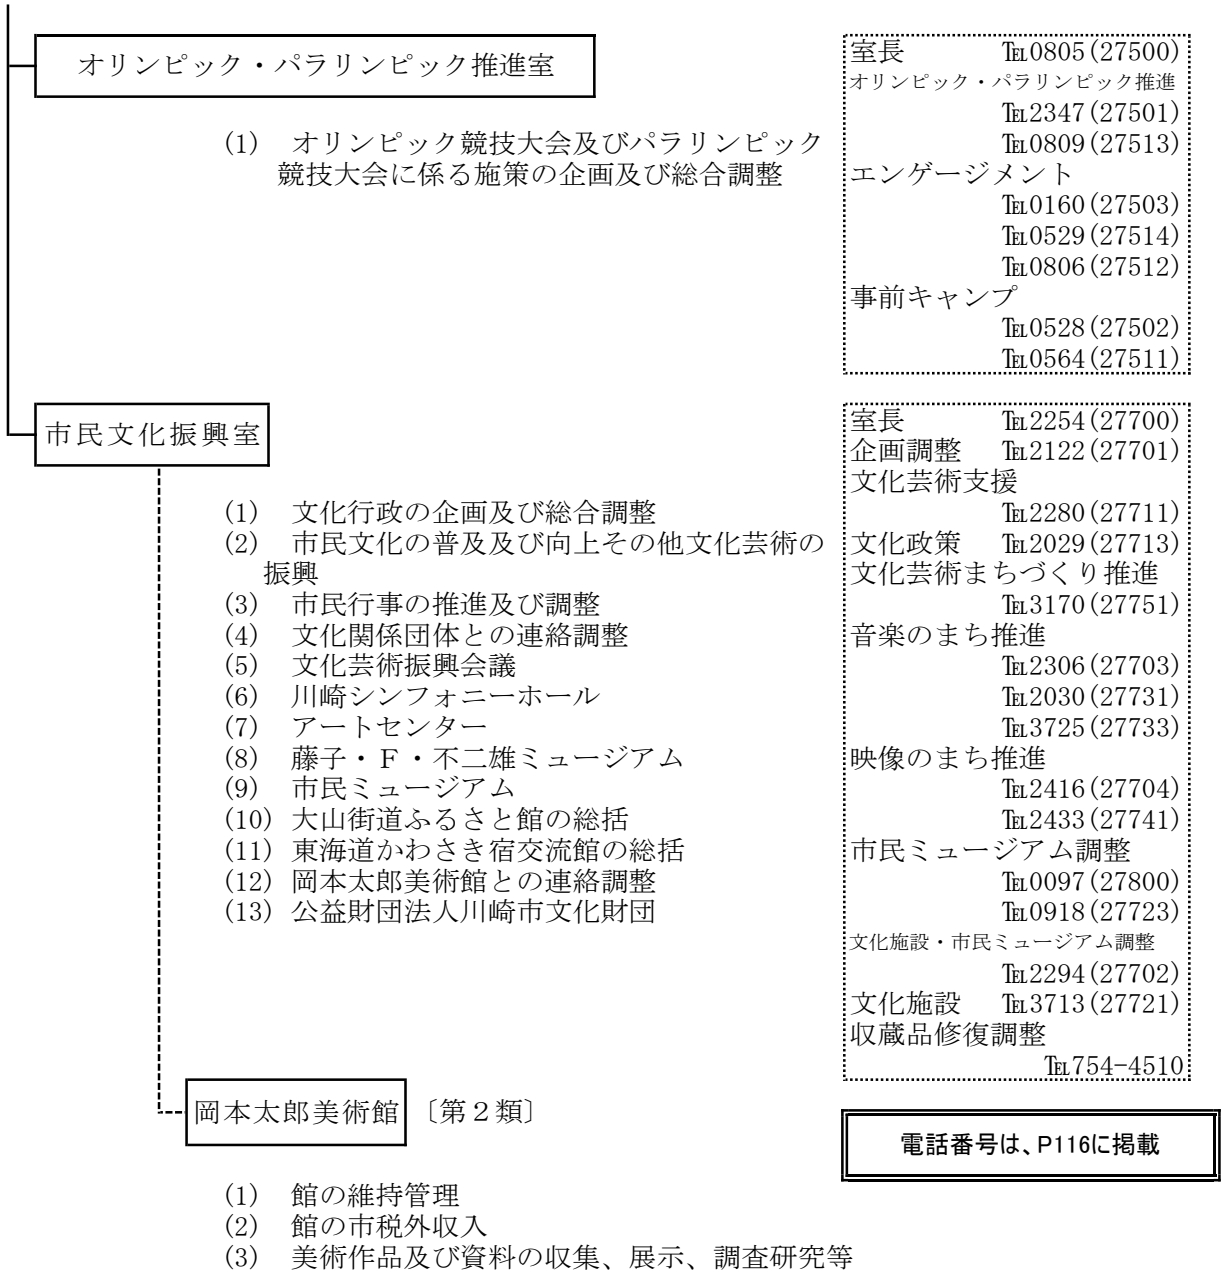 オリンピック・パラリンピック推進室
(1) オリンピック競技大会及びパラリンピック
競技大会に係る施策の企画及び総合調整
室長 ℡0805(27500)
オリンピック・パラリンピック推進
℡2347(27501)
℡0809(27513)
エンゲージメント
℡0160(27503)
℡0529(27514)
℡0806(27512)
事前キャンプ
℡0528(27502)
℡0564(27511)
市民文化振興室
(1) 文化行政の企画及び総合調整
(2) 市民文化の普及及び向上その他文化芸術の
振興
(3) 市民行事の推進及び調整
(4) 文化関係団体との連絡調整
(5) 文化芸術振興会議
(6) 川崎シンフォニーホール
(7) アートセンター
(8) 藤子・Ｆ・不二雄ミュージアム
(9) 市民ミュージアム
(10) 大山街道ふるさと館の総括
(11) 東海道かわさき宿交流館の総括
(12) 岡本太郎美術館との連絡調整
(13) 公益財団法人川崎市文化財団
室長 ℡2254(27700)
企画調整 ℡2122(27701)
文化芸術支援
℡2280(27711)
文化政策 ℡2029(27713)
文化芸術まちづくり推進
℡3170(27751)
音楽のまち推進
℡2306(27703)
℡2030(27731)
℡3725(27733)
映像のまち推進
℡2416(27704)
℡2433(27741)
市民ミュージアム調整
℡0097(27800)
℡0918(27723)
文化施設・市民ミュージアム調整
℡2294(27702)
文化施設 ℡3713(27721)
収蔵品修復調整
℡754-4510
岡本太郎美術館 〔第２類〕
電話番号は、P116に掲載
(1) 館の維持管理
(2) 館の市税外収入
(3) 美術作品及び資料の収集、展示、調査研究等